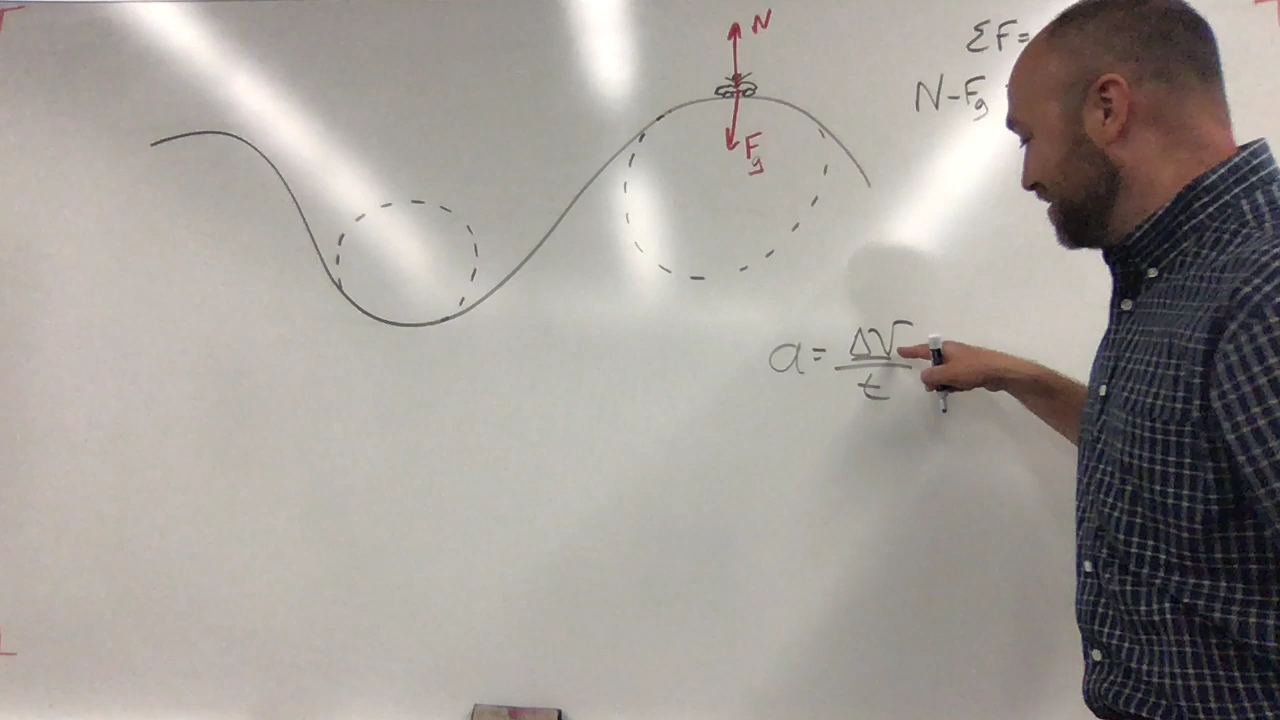 N
ΣF=
N-Fg
Fg
a = ΔV/t